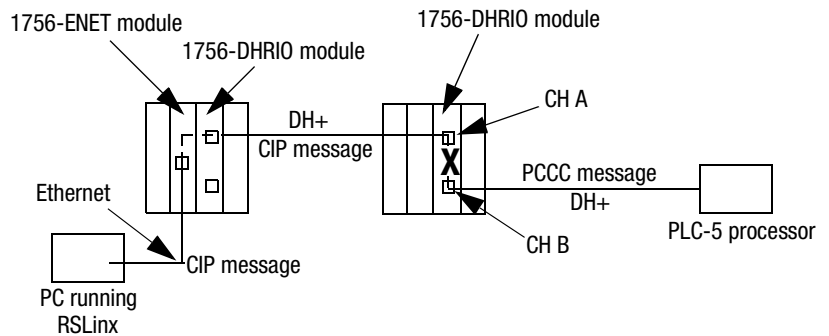 1756-ENET module
1756-DHRIO module
1756-DHRIO module
CH A
DH+
CIP message
X
PCCC message
DH+
Ethernet
CH B
PLC-5 processor
CIP message
PC running
RSLinx